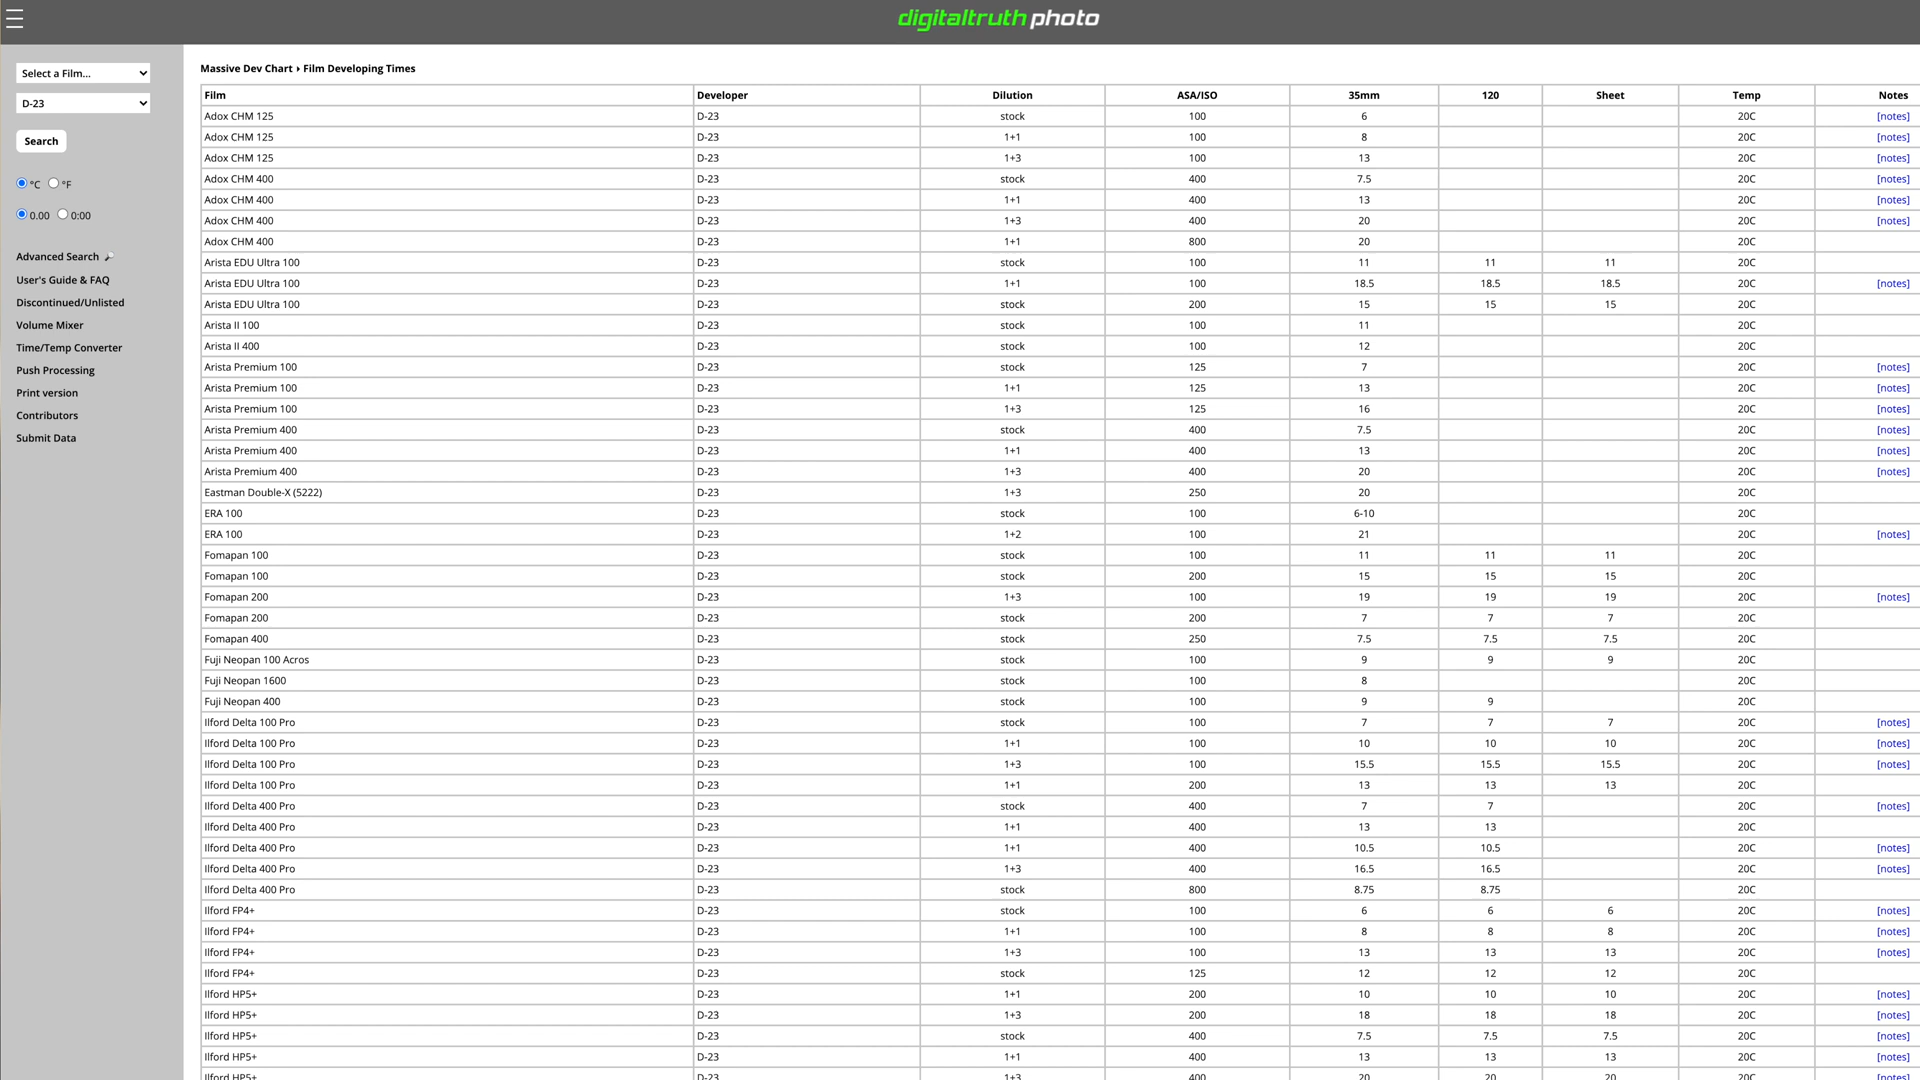 digitaltruth photo
Select a Film...
D-23
Search
°C °F
0.00 0:00
Advanced Search
User's Guide & FAQ
Discontinued/Unlisted
Volume Mixer
Time/Temp Converter
Push Processing
Print version
Contributors
Submit Data
Massive Dev Chart › Film Developing Times
Film Developer Dilution ASA/ISO 35mm 120 Sheet Temp Notes
Adox CHM 125 D-23 stock 100 6 20C [notes]
Adox CHM 125 D-23 1+1 100 8 20C [notes]
Adox CHM 125 D-23 1+3 100 13 20C [notes]
Adox CHM 400 D-23 stock 400 7.5 20C [notes]
Adox CHM 400 D-23 1+1 400 13 20C [notes]
Adox CHM 400 D-23 1+3 400 20 20C [notes]
Adox CHM 400 D-23 1+1 800 20 20C
Arista EDU Ultra 100 D-23 stock 100 11 11 11 20C
Arista EDU Ultra 100 D-23 1+1 100 18.5 18.5 18.5 20C [notes]
Arista EDU Ultra 100 D-23 stock 200 15 15 15 20C
Arista II 100 D-23 stock 100 11 20C
Arista II 400 D-23 stock 100 12 20C
Arista Premium 100 D-23 stock 125 7 20C [notes]
Arista Premium 100 D-23 1+1 125 13 20C [notes]
Arista Premium 100 D-23 1+3 125 16 20C [notes]
Arista Premium 400 D-23 stock 400 7.5 20C [notes]
Arista Premium 400 D-23 1+1 400 13 20C [notes]
Arista Premium 400 D-23 1+3 400 20 20C [notes]
Eastman Double-X (5222) D-23 1+3 250 20 20C
ERA 100 D-23 stock 100 6-10 20C
ERA 100 D-23 1+2 100 21 20C [notes]
Fomapan 100 D-23 stock 100 11 11 11 20C
Fomapan 100 D-23 stock 200 15 15 15 20C
Fomapan 200 D-23 1+3 100 19 19 19 20C [notes]
Fomapan 200 D-23 stock 200 7 7 7 20C
Fomapan 400 D-23 stock 250 7.5 7.5 7.5 20C
Fuji Neopan 100 Acros D-23 stock 100 9 9 9 20C
Fuji Neopan 1600 D-23 stock 100 8 20C
Fuji Neopan 400 D-23 stock 100 9 9 20C
Ilford Delta 100 Pro D-23 stock 100 7 7 7 20C [notes]
Ilford Delta 100 Pro D-23 1+1 100 10 10 10 20C [notes]
Ilford Delta 100 Pro D-23 1+3 100 15.5 15.5 15.5 20C [notes]
Ilford Delta 100 Pro D-23 1+1 200 13 13 13 20C
Ilford Delta 400 Pro D-23 stock 400 7 7 20C [notes]
Ilford Delta 400 Pro D-23 1+1 400 13 13 20C
Ilford Delta 400 Pro D-23 1+1 400 10.5 10.5 20C [notes]
Ilford Delta 400 Pro D-23 1+3 400 16.5 16.5 20C [notes]
Ilford Delta 400 Pro D-23 stock 800 8.75 8.75 20C
Ilford FP4+ D-23 stock 100 6 6 6 20C [notes]
Ilford FP4+ D-23 1+1 100 8 8 8 20C [notes]
Ilford FP4+ D-23 1+3 100 13 13 13 20C [notes]
Ilford FP4+ D-23 stock 125 12 12 12 20C
Ilford HP5+ D-23 1+1 200 10 10 10 20C [notes]
Ilford HP5+ D-23 1+3 200 18 18 18 20C [notes]
Ilford HP5+ D-23 stock 400 7.5 7.5 7.5 20C [notes]
Ilford HP5+ D-23 1+1 400 13 13 13 20C [notes]
Ilford HP5+ D-23 1+3 400 20 20 20 20C [notes]